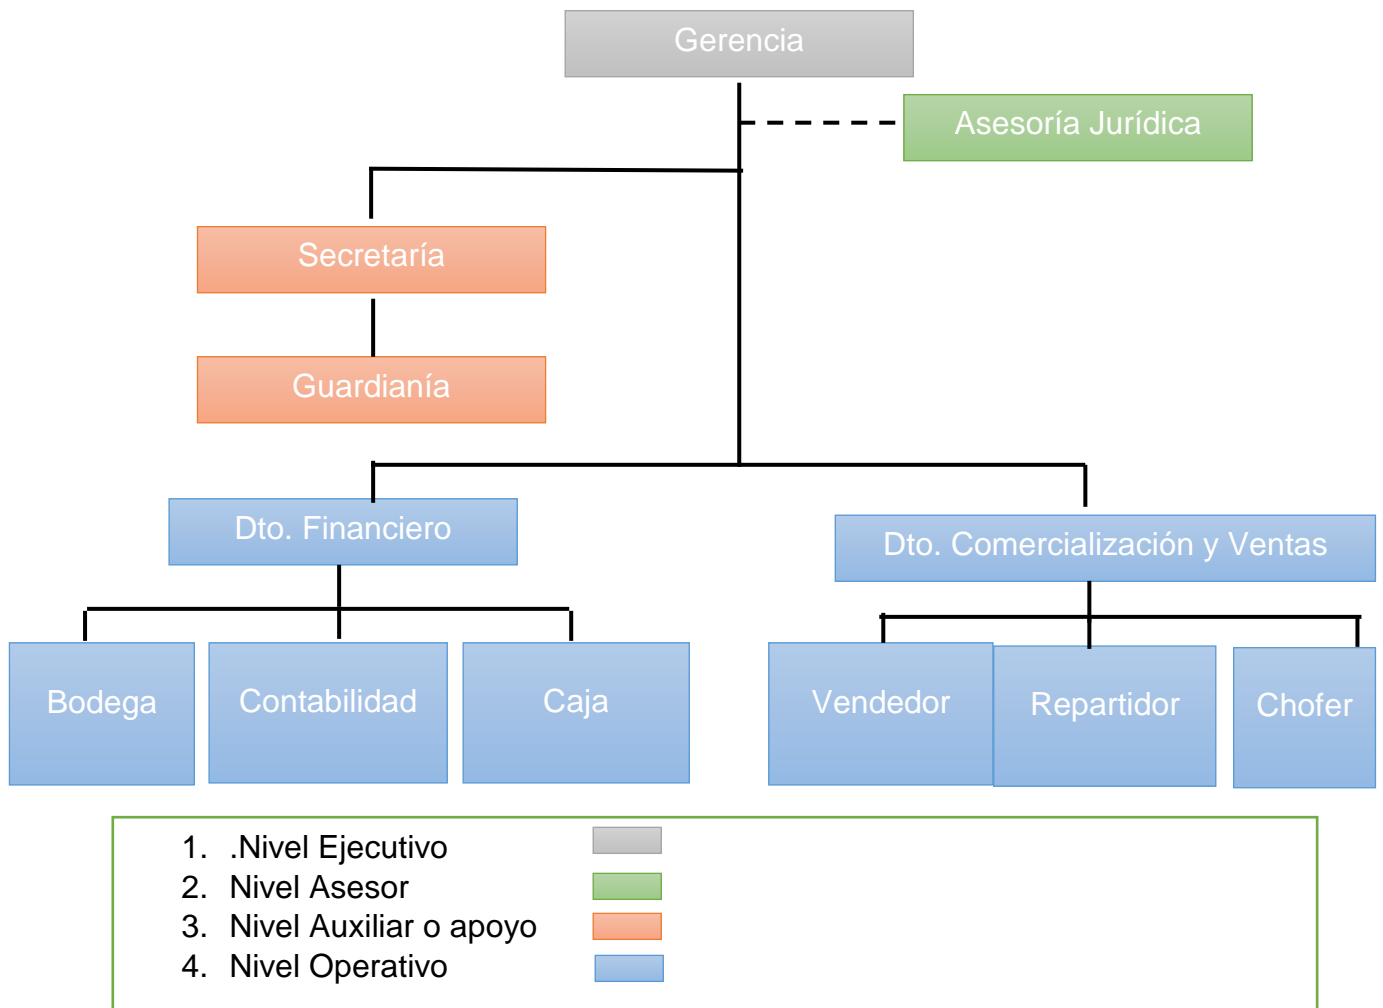 Gerencia
Asesoría Jurídica
Secretaría
Guardianía
Dto. Financiero
Dto. Comercialización y Ventas
Bodega
Contabilidad
Caja
Vendedor
Repartidor
Chofer
1. .Nivel Ejecutivo
2. Nivel Asesor
3. Nivel Auxiliar o apoyo
4. Nivel Operativo